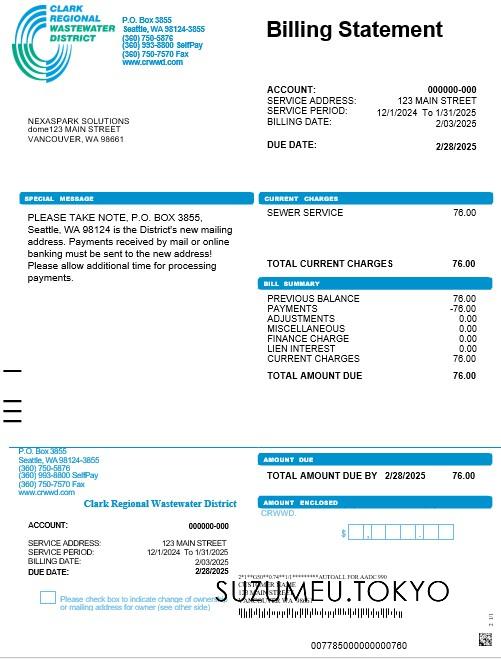 CLARK
REGIONAL
WASTEWATER
DISTRICT
P.O. Box 3855
Seattle, WA 98124-3855
(360) 750-5876
(360) 993-8800 SelfPay
(360) 750-7570 Fax
www.crwwd.com
Billing Statement
ACCOUNT: 000000-000
SERVICE ADDRESS: 123 MAIN STREET
SERVICE PERIOD: 12/1/2024 To 1/31/2025
BILLING DATE: 2/03/2025
DUE DATE: 2/28/2025
NEXASPARK SOLUTIONS
dome123 MAIN STREET
VANCOUVER, WA 98661
SPECIAL MESSAGE
PLEASE TAKE NOTE, P.O. BOX 3855,
Seattle, WA 98124 is the District's new mailing
address. Payments received by mail or online
banking must be sent to the new address!
Please allow additional time for processing
payments.
CURRENT CHARGES
SEWER SERVICE 76.00
TOTAL CURRENT CHARGES 76.00
BILL SUMMARY
PREVIOUS BALANCE 76.00
PAYMENTS -76.00
ADJUSTMENTS 0.00
MISCELLANEOUS 0.00
FINANCE CHARGE 0.00
LIEN INTEREST 0.00
CURRENT CHARGES 76.00
TOTAL AMOUNT DUE 76.00
P.O. Box 3855
Seattle, WA 98124-3855
(360) 750-5876
(360) 993-8800 SelfPay
(360) 750-7570 Fax
www.crwwd.com
Clark Regional Wastewater District
ACCOUNT: 000000-000
SERVICE ADDRESS: 123 MAIN STREET
SERVICE PERIOD: 12/1/2024 To 1/31/2025
BILLING DATE: 2/03/2025
DUE DATE: 2/28/2025
Please check box to indicate change of ownership
or mailing address for owner (see other side)
AMOUNT DUE
TOTAL AMOUNT DUE BY 2/28/2025 76.00
AMOUNT ENCLOSED
CRWWD.
$
AUTOALL FOR AADC 990
CUSTOMER NAME
123 MAIN STREET
VANCOUVER WA 98661
SUZUMEU.TOKYO
007785000000000760